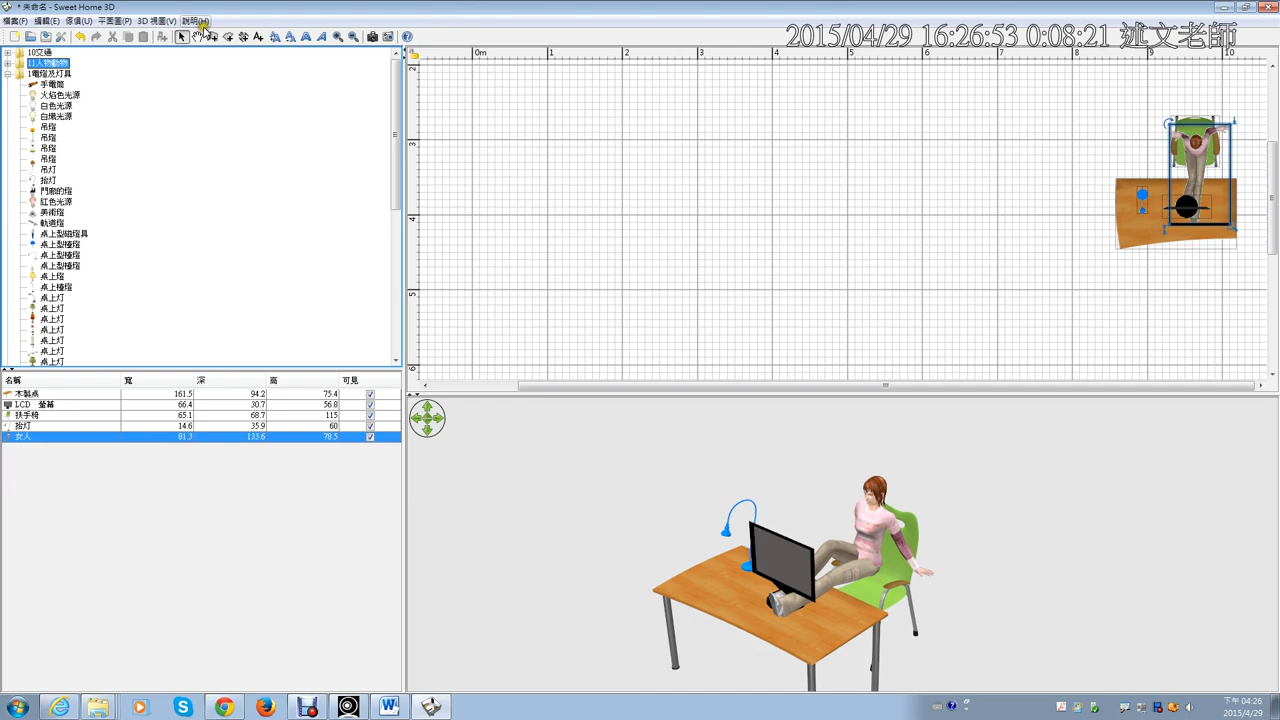 * 未命名 - Sweet Home 3D
檔案(F) 編輯(E) 傢俱(U) 平面圖(P) 3D 視圖(V) 說明(H)
2015/04/29 16:26:53 0:08:21 述文老師
10交通
11人物動物
1電燈及灯具
手電筒
火焰色光源
白色光源
白熾光源
吊燈
吊燈
吊燈
吊燈
吊灯
抬灯
門廊的燈
紅色光源
美術燈
軌道燈
桌上型磁燈具
桌上型檯燈
桌上型檯燈
桌上型檯燈
桌上燈
桌上檯燈
桌上灯
桌上灯
桌上灯
桌上灯
桌上灯
桌上灯
桌上灯
0m 1 2 3 4 5 6 7 8 9 10
2
3
4
5
6
名稱 寬 深 高 可見
木製桌 161.5 94.2 75.4
LCD 螢幕 66.4 30.7 56.8
扶手椅 65.1 68.7 115
抬灯 14.6 35.9 60
女人 81.3 133.6 78.5
下午 04:26
2015/4/29